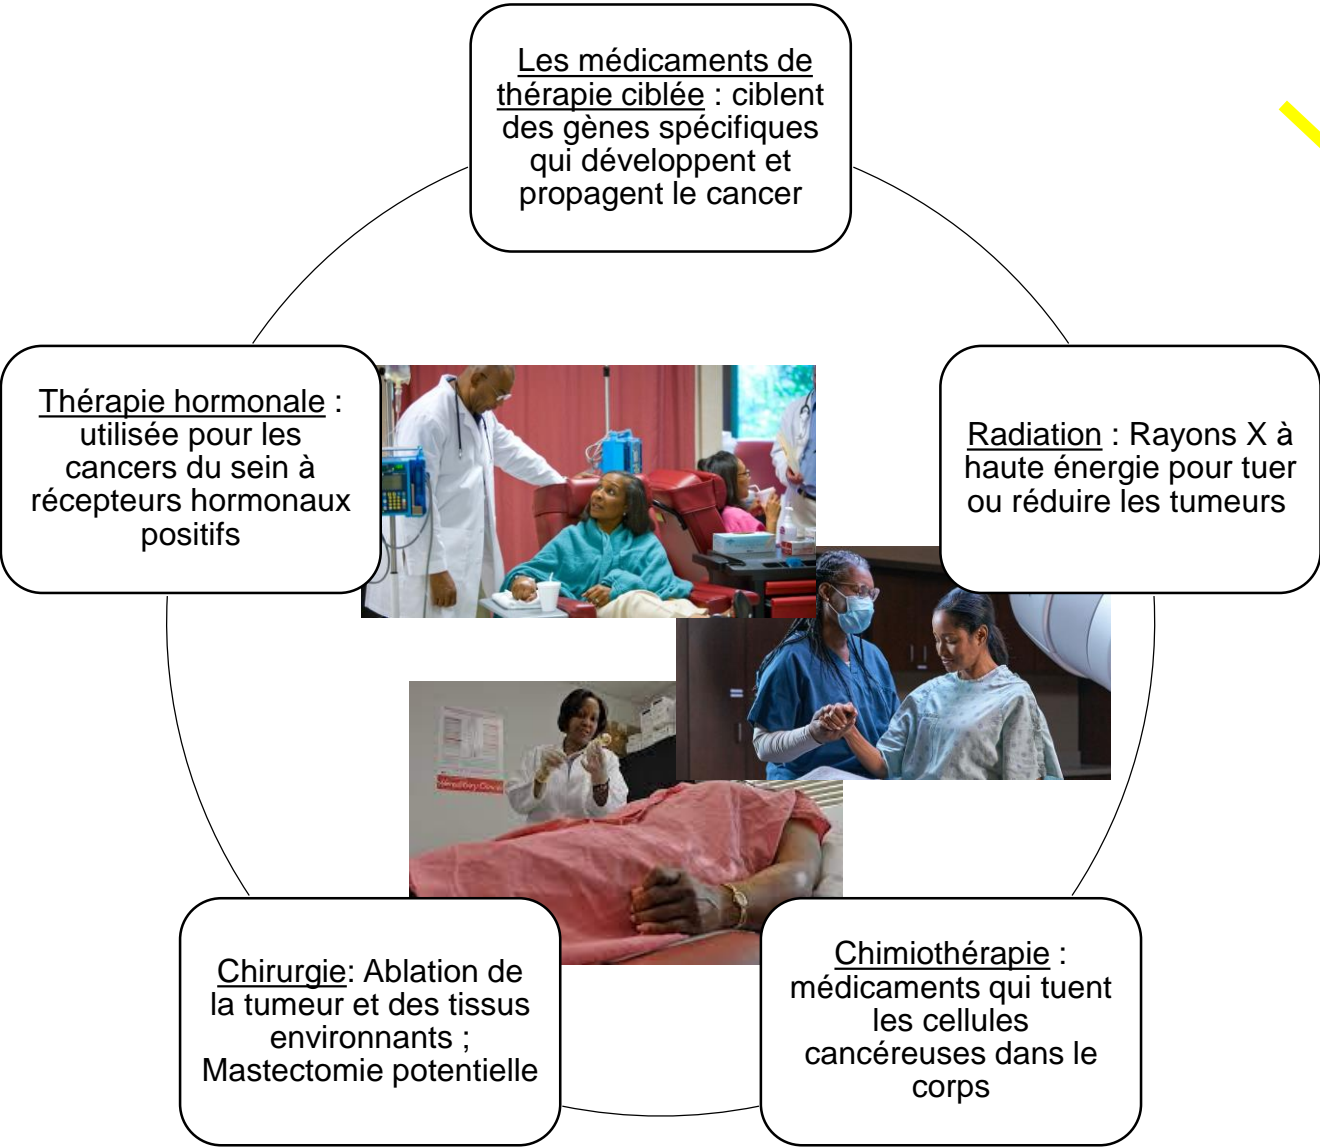 Les médicaments de
thérapie ciblée : ciblent
des gènes spécifiques
qui développent et
propagent le cancer
Thérapie hormonale :
utilisée pour les
cancers du sein à
récepteurs hormonaux
positifs
Radiation : Rayons X à
haute énergie pour tuer
ou réduire les tumeurs
Chirurgie: Ablation de
la tumeur et des tissus
environnants ;
Mastectomie potentielle
Chimiothérapie :
médicaments qui tuent
les cellules
cancéreuses dans le
corps